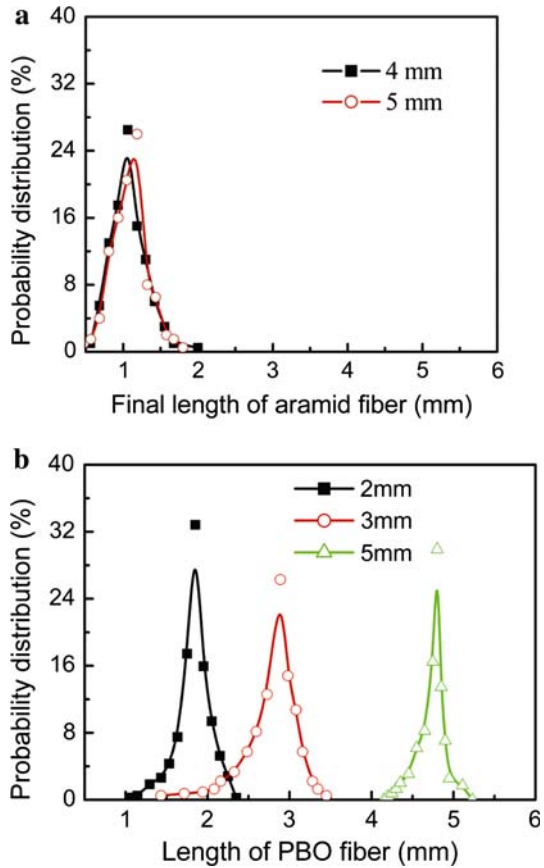 a
40
32
24
16
8
0
Probability distribution (%)
4 mm
5 mm
1 2 3 4 5 6
Final length of aramid fiber (mm)
b
40
32
24
16
8
0
Probability distribution (%)
2mm
3mm
5mm
1 2 3 4 5 6
Length of PBO fiber (mm)